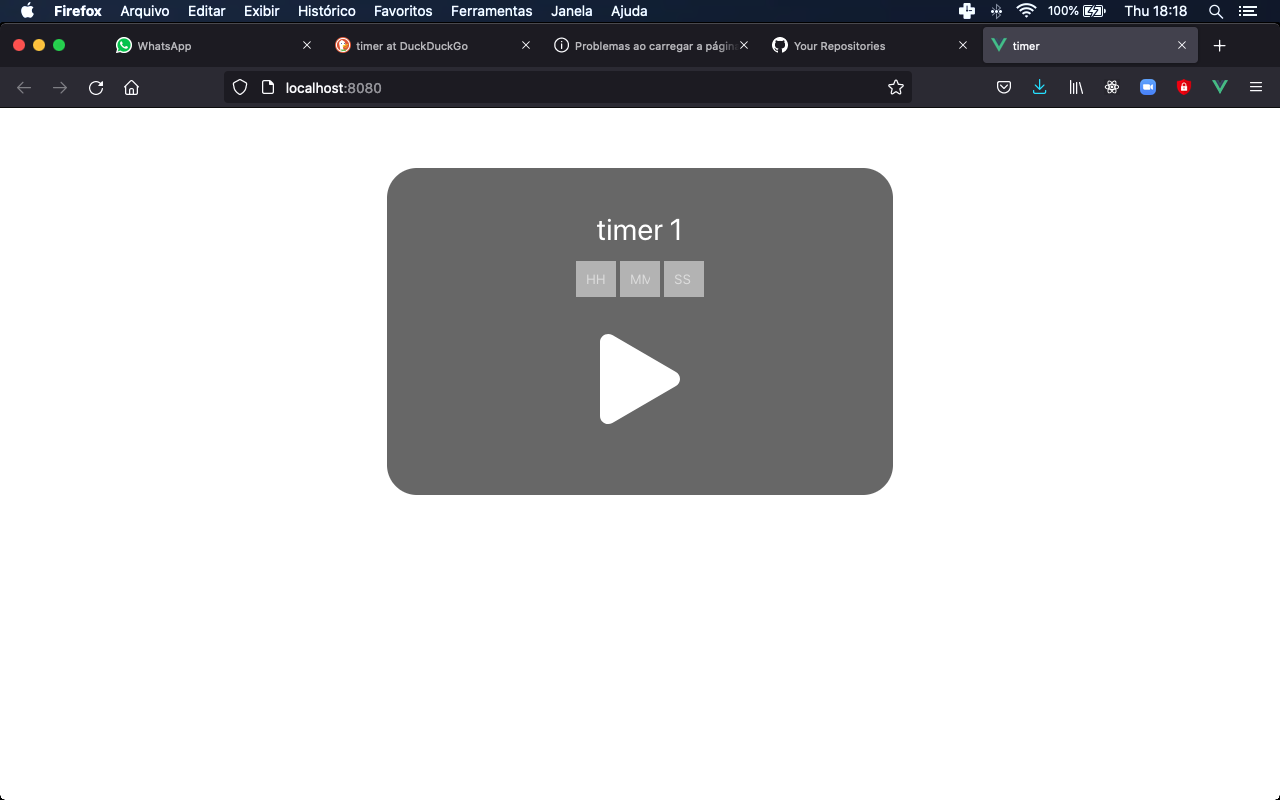 Firefox Arquivo Editar Exibir Histórico Favoritos Ferramentas Janela Ajuda 100% Thu 18:18
WhatsApp timer at DuckDuckGo Problemas ao carregar a págin Your Repositories timer
localhost:8080
timer 1
HH MM SS